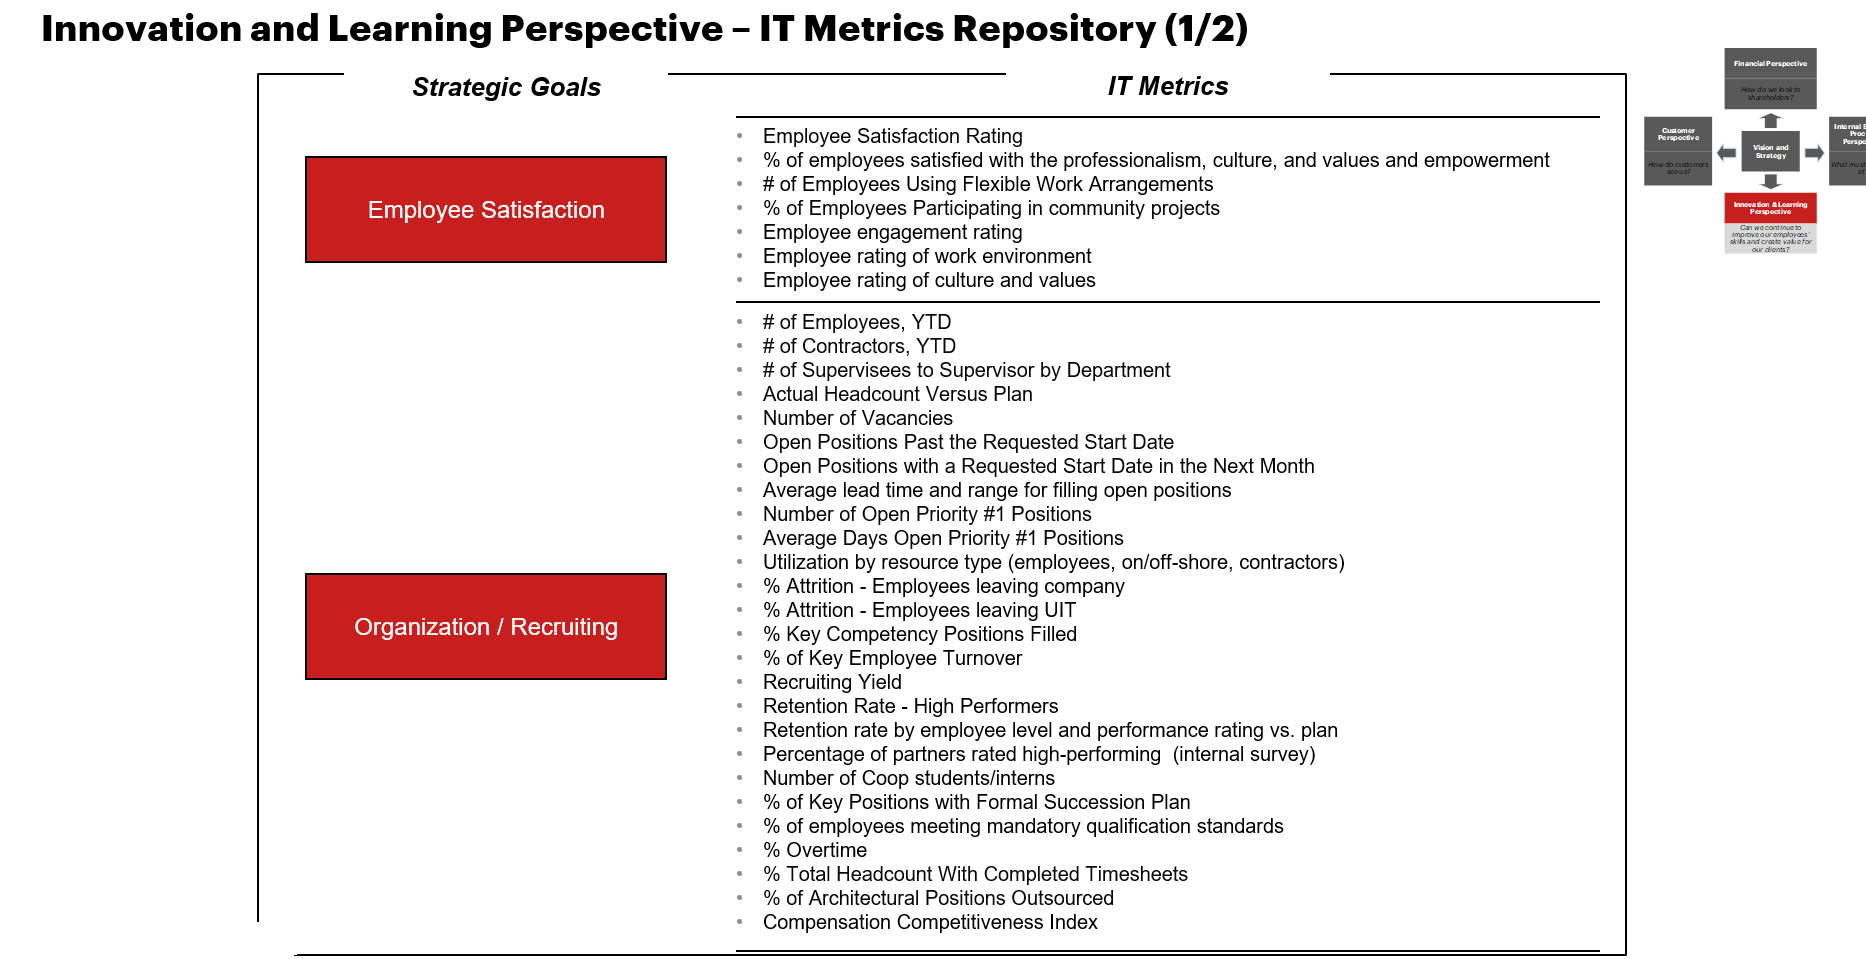 Innovation and Learning Perspective – IT Metrics Repository (1/2)
Strategic Goals
IT Metrics
Employee Satisfaction
• Employee Satisfaction Rating
• % of employees satisfied with the professionalism, culture, and values and empowerment
• # of Employees Using Flexible Work Arrangements
• % of Employees Participating in community projects
• Employee engagement rating
• Employee rating of work environment
• Employee rating of culture and values
Organization / Recruiting
• # of Employees, YTD
• # of Contractors, YTD
• # of Supervisees to Supervisor by Department
• Actual Headcount Versus Plan
• Number of Vacancies
• Open Positions Past the Requested Start Date
• Open Positions with a Requested Start Date in the Next Month
• Average lead time and range for filling open positions
• Number of Open Priority #1 Positions
• Average Days Open Priority #1 Positions
• Utilization by resource type (employees, on/off-shore, contractors)
• % Attrition - Employees leaving company
• % Attrition - Employees leaving UIT
• % Key Competency Positions Filled
• % of Key Employee Turnover
• Recruiting Yield
• Retention Rate - High Performers
• Retention rate by employee level and performance rating vs. plan
• Percentage of partners rated high-performing  (internal survey)
• Number of Coop students/interns
• % of Key Positions with Formal Succession Plan
• % of employees meeting mandatory qualification standards
• % Overtime
• % Total Headcount With Completed Timesheets
• % of Architectural Positions Outsourced
• Compensation Competitiveness Index
Financial Perspective
How do we look to
shareholders?
Customer
Perspective
How do customers
see us?
Vision and
Strategy
Internal
What must
at
Innovation & Learning
Perspective
Can we continue to
improve our employees'
skills and create value for
our clients?